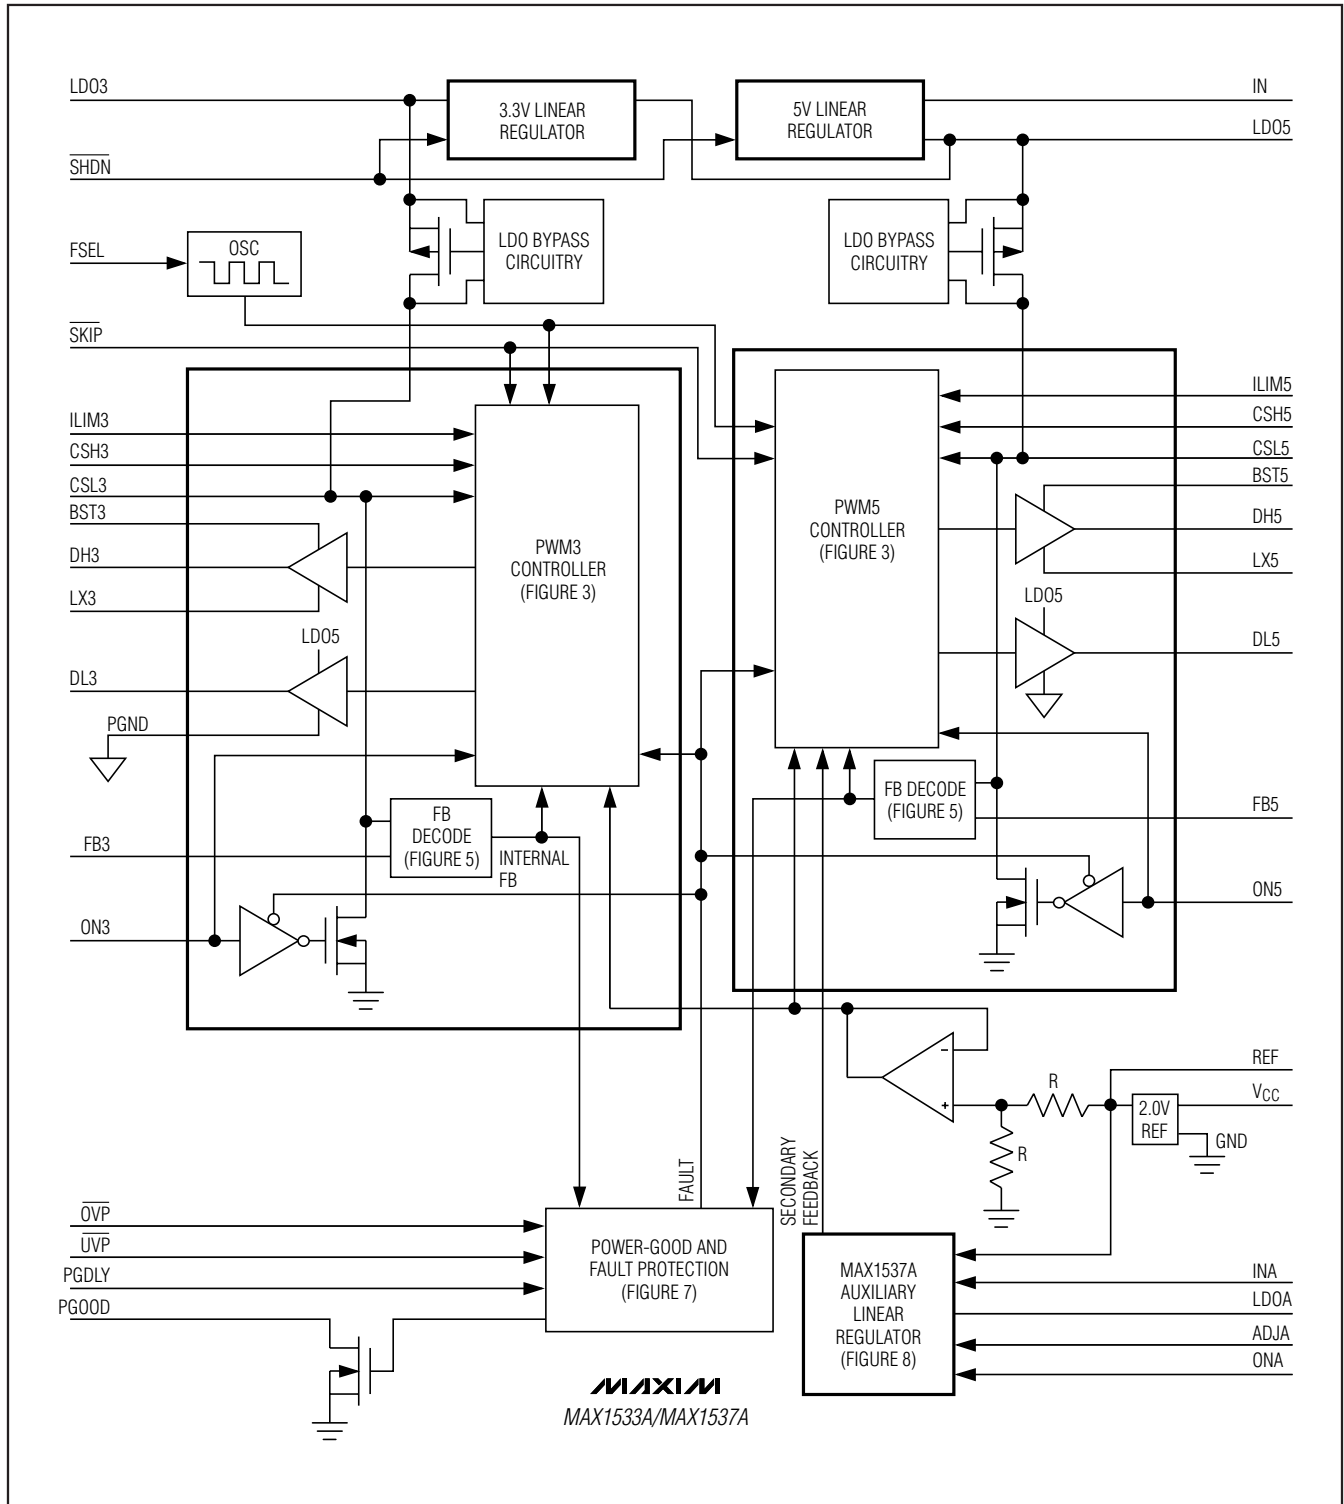 LDO3
3.3V LINEAR
REGULATOR
5V LINEAR
REGULATOR
IN
LDO5
SHDN
FSEL
OSC
LDO BYPASS
CIRCUITRY
LDO BYPASS
CIRCUITRY
SKIP
ILIM3
CSH3
CSL3
BST3
DH3
LX3
LDO5
DL3
PGND
PWM3
CONTROLLER
(FIGURE 3)
FB
DECODE
(FIGURE 5)
INTERNAL
FB
FB3
ON3
PWM5
CONTROLLER
(FIGURE 3)
ILIM5
CSH5
CSL5
BST5
DH5
LX5
LDO5
DL5
FB DECODE
(FIGURE 5)
FB5
ON5
-
+
R
R
2.0V
REF
REF
VCC
GND
FAULT
SECONDARY
FEEDBACK
OVP
UVP
PGDLY
PGOOD
POWER-GOOD AND
FAULT PROTECTION
(FIGURE 7)
MAX1537A
AUXILIARY
LINEAR
REGULATOR
(FIGURE 8)
INA
LDOA
ADJA
ONA
MAXIM
MAX1533A/MAX1537A